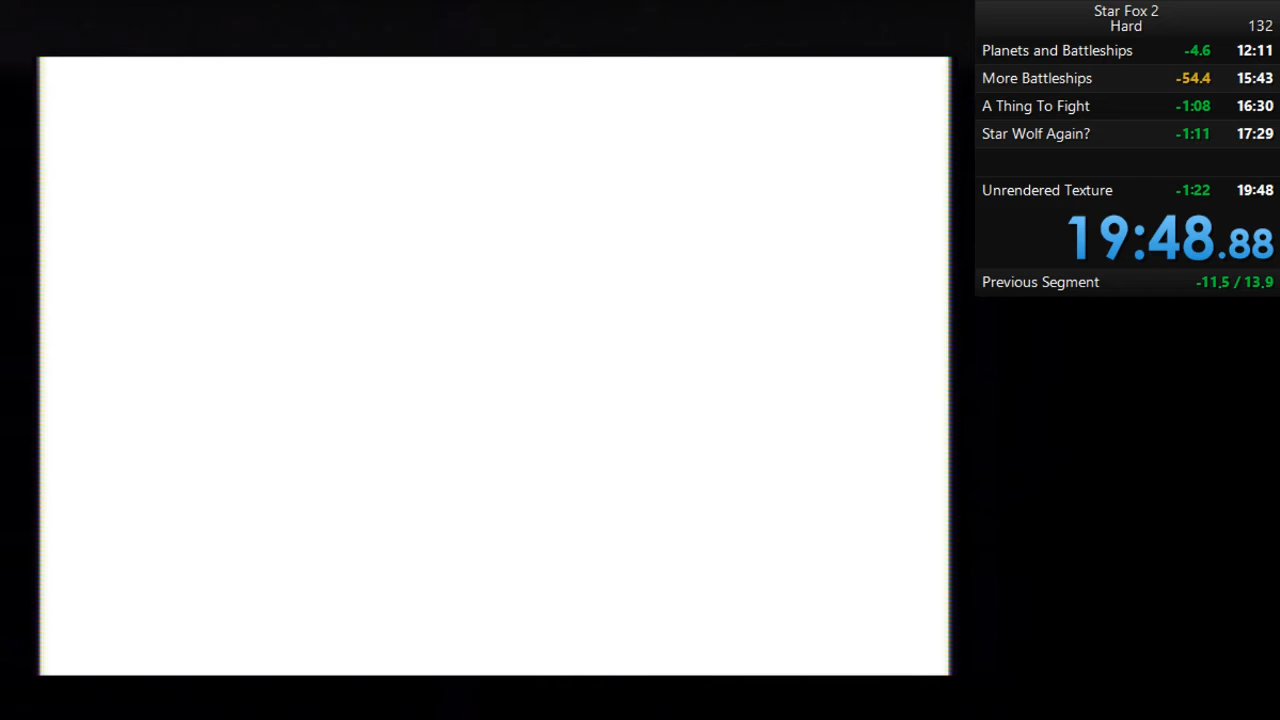 Star Fox 2
Hard 132
Planets and Battleships -4.6 12:11
More Battleships -54.4 15:43
A Thing To Fight -1:08 16:30
Star Wolf Again? -1:11 17:29
Unrendered Texture -1:22 19:48
19:48.88
Previous Segment -11.5 / 13.9